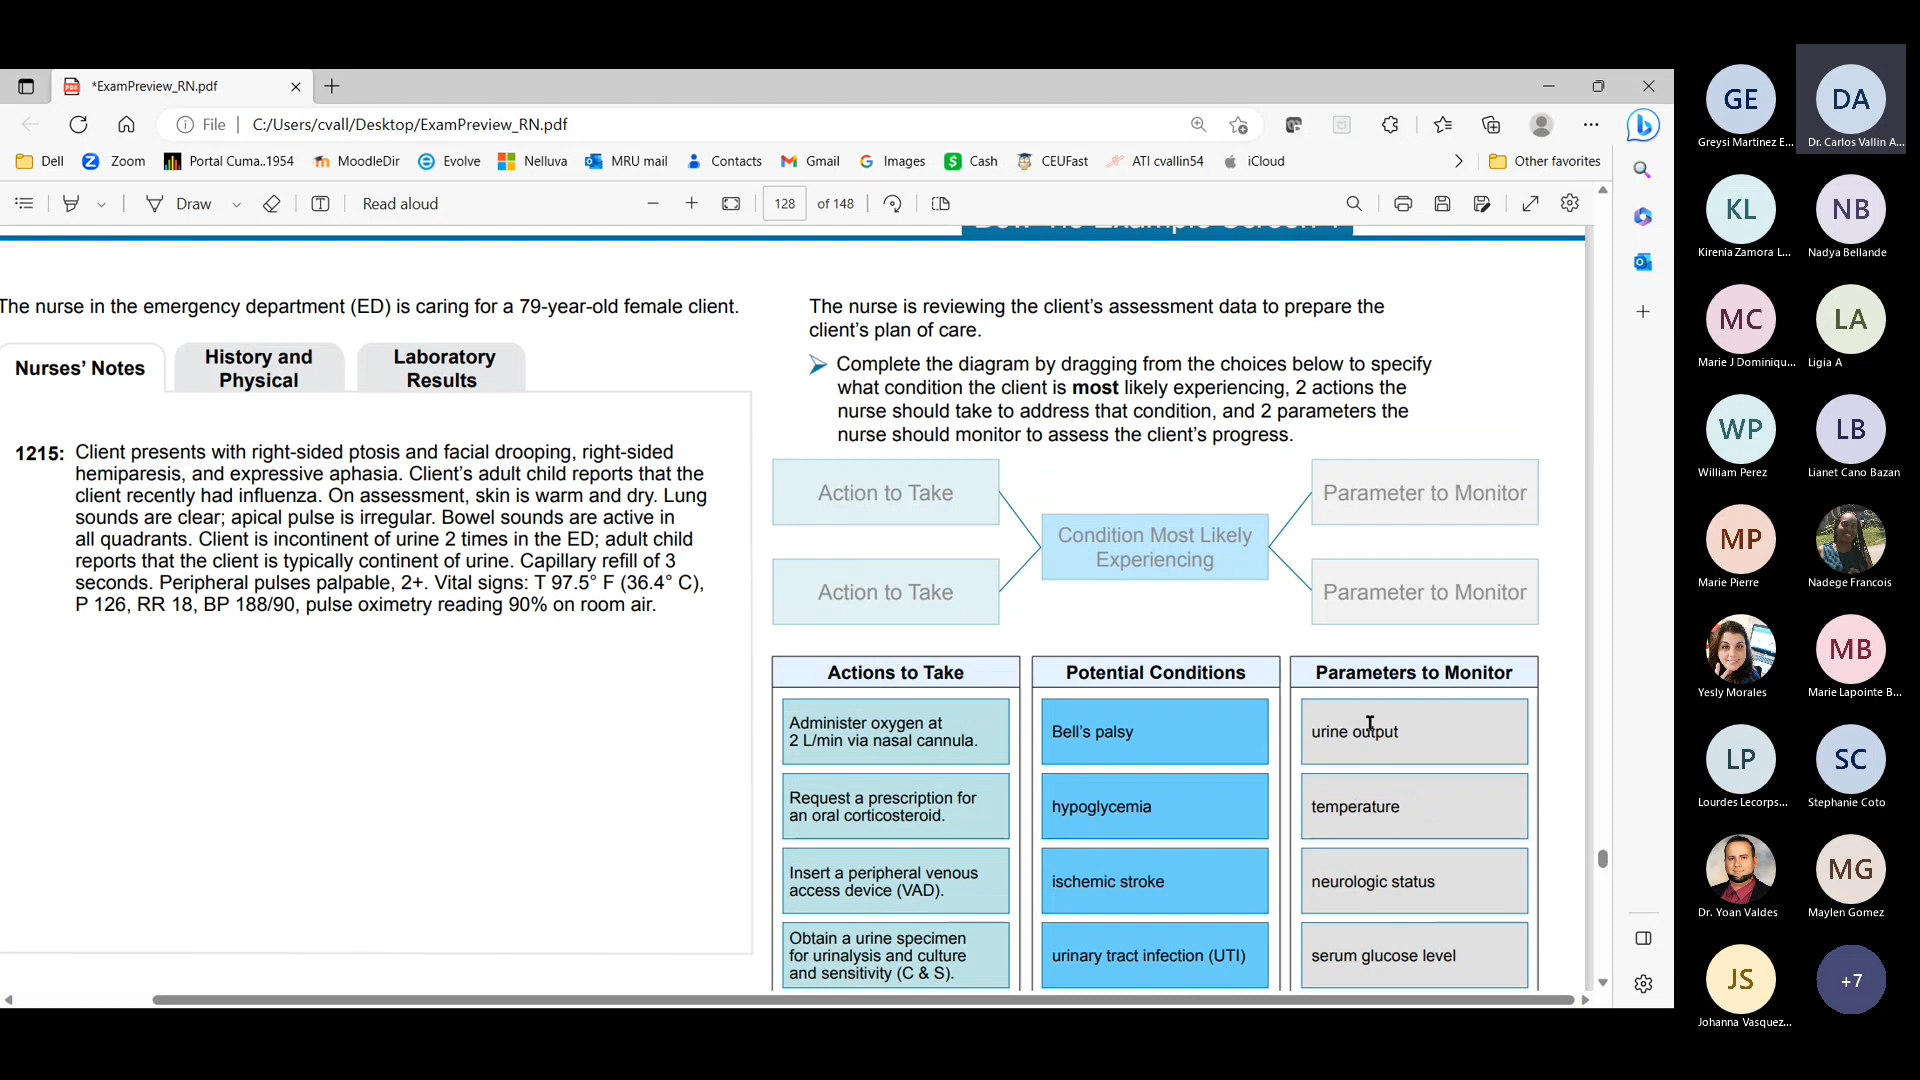 *ExamPreview_RN.pdf
File
C:/Users/cvall/Desktop/ExamPreview_RN.pdf
Dell
Zoom
Portal Cuma..1954
MoodleDir
Evolve
Nelluva
MRU mail
Contacts
Gmail
Images
Cash
CEUFast
ATI cvallin54
iCloud
Other favorites
Draw
Read aloud
128
of 148
The nurse in the emergency department (ED) is caring for a 79-year-old female client.
Nurses' Notes
History and
Physical
Laboratory
Results
1215: Client presents with right-sided ptosis and facial drooping, right-sided
hemiparesis, and expressive aphasia. Client's adult child reports that the
client recently had influenza. On assessment, skin is warm and dry. Lung
sounds are clear; apical pulse is irregular. Bowel sounds are active in
all quadrants. Client is incontinent of urine 2 times in the ED; adult child
reports that the client is typically continent of urine. Capillary refill of 3
seconds. Peripheral pulses palpable, 2+. Vital signs: T 97.5° F (36.4° C),
P 126, RR 18, BP 188/90, pulse oximetry reading 90% on room air.
The nurse is reviewing the client's assessment data to prepare the
client's plan of care.
Complete the diagram by dragging from the choices below to specify
what condition the client is most likely experiencing, 2 actions the
nurse should take to address that condition, and 2 parameters the
nurse should monitor to assess the client's progress.
Action to Take
Action to Take
Condition Most Likely
Experiencing
Parameter to Monitor
Parameter to Monitor
Actions to Take
Administer oxygen at
2 L/min via nasal cannula.
Request a prescription for
an oral corticosteroid.
Insert a peripheral venous
access device (VAD).
Obtain a urine specimen
for urinalysis and culture
and sensitivity (C & S).
Potential Conditions
Bell's palsy
hypoglycemia
ischemic stroke
urinary tract infection (UTI)
Parameters to Monitor
urine output
temperature
neurologic status
serum glucose level
GE
Greysi Martinez E...
DA
Dr. Carlos Vallin A...
KL
Kirenia Zamora L...
NB
Nadya Bellande
MC
Marie J Dominiqu...
LA
Ligia A
WP
William Perez
LB
Lianet Cano Bazan
MP
Marie Pierre
Nadege Francois
Yesly Morales
MB
Marie Lapointe B...
LP
Lourdes Lecorps...
SC
Stephanie Coto
Dr. Yoan Valdes
MG
Maylen Gomez
JS
Johanna Vasquez...
+7